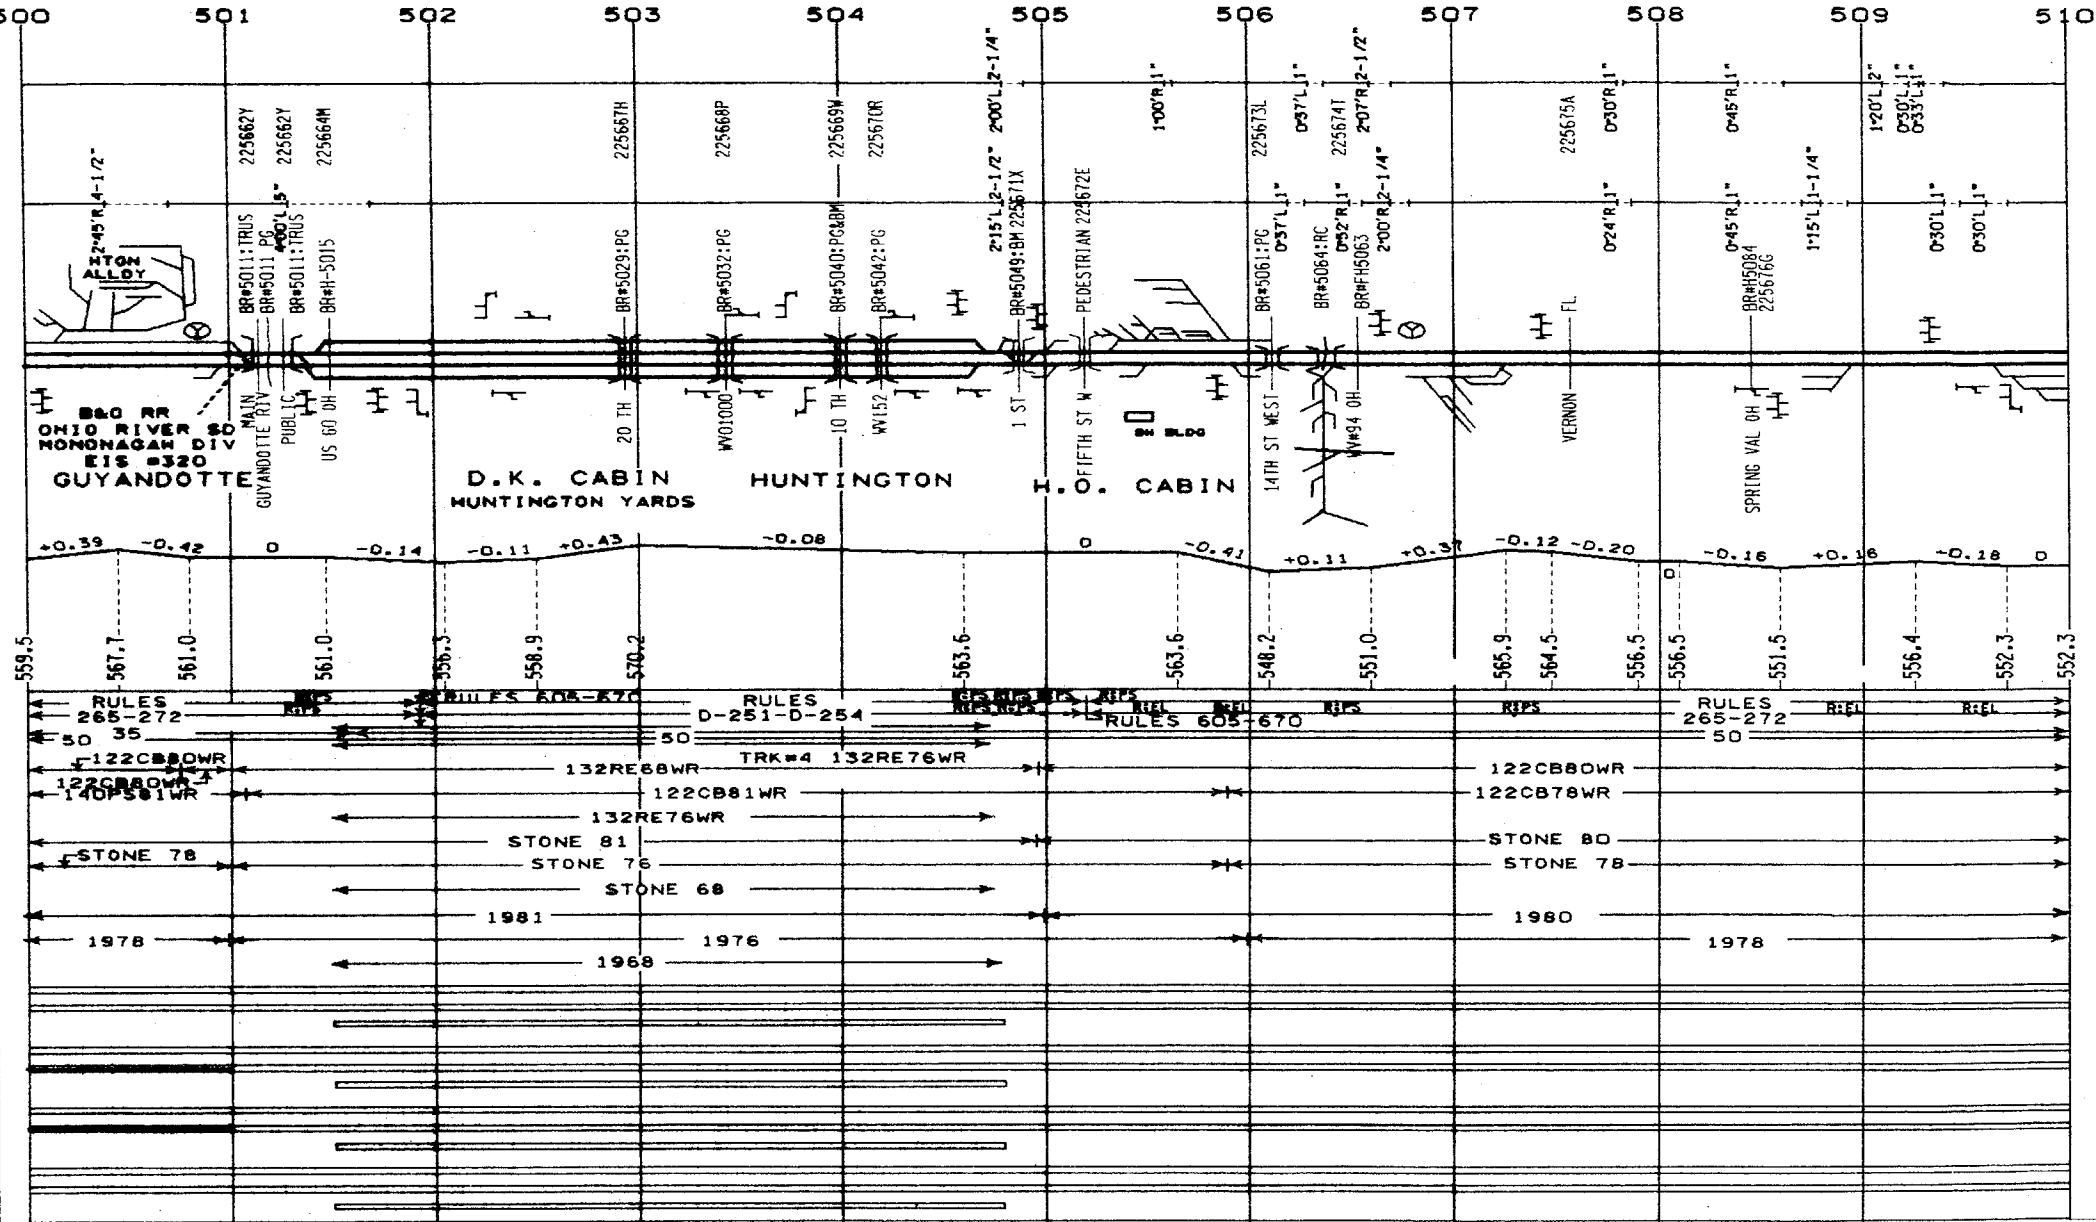 500 501 502 503 504 505 506 507 508 509 510
2°00'L 2-1/4"
1°00'R 1"
0°37'L 1"
2°07'R 2-1/2"
0°30'R 1"
0°45'R 1"
1°20'L 2"
0°30'L 1"
0°33'L 1"
225662Y
225662Y
225664M
225667H
225668P
225669W
225670R
225673L
225674T
225675A
2°45'R 4-1/2"
4°00'L 5"
2°15'L 2-1/2"
0°37'L 1"
0°52'R 1"
2°00'R 2-1/4"
0°24'R 1"
0°45'R 1"
1°15'L 1-1/4"
0°30'L 1"
0°30'L 1"
HTGN
ALLOY
BR#5011:TRUS
BR#5011 PG
BR#5011:TRUS
BR#H-5015
BR#5029:PG
BR#5032:PG
BR#5040:PG&BM
BR#5042:PG
BR#5049:BM 225671X
PEDESTRIAN 225672E
BR#5061:PG
BR#5064:RC
BR#FH5063
FL
BR#H5084
225676G
MAIN
GUYANDOTTE RIV
PUBLIC
US 60 OH
20 TH
WV01000
10 TH
WV152
1 ST
FIFTH ST W
14TH ST WEST
WV#94 OH
VERNON
SPRING VAL OH
B&O RR
OHIO RIVER SD
MONONAGAH DIV
EIS #320
GUYANDOTTE
D.K. CABIN
HUNTINGTON YARDS
HUNTINGTON
SH BLDG
H.O. CABIN
+0.39 -0.42 0 -0.14 -0.11 +0.43 -0.08 0 -0.41 +0.11 +0.37 -0.12 -0.20 0 -0.16 +0.16 -0.18 0
559.5 567.7 561.0 561.0 556.3 558.9 570.2 563.6 563.6 548.2 551.0 565.9 564.5 556.5 556.5 551.5 556.4 552.3 552.3
RULES RULES 605-670 RULES RULES
265-272 D-251-D-254 RULES 605-670 265-272
35
50 50 50
122CB80WR TRK#4 132RE76WR
132RE68WR 122CB80WR
122CB80WR
140PS81WR 122CB81WR 122CB78WR
132RE76WR
STONE 81 STONE 80
STONE 78 STONE 76 STONE 78
STONE 68
1981 1980
1978 1976 1978
1968